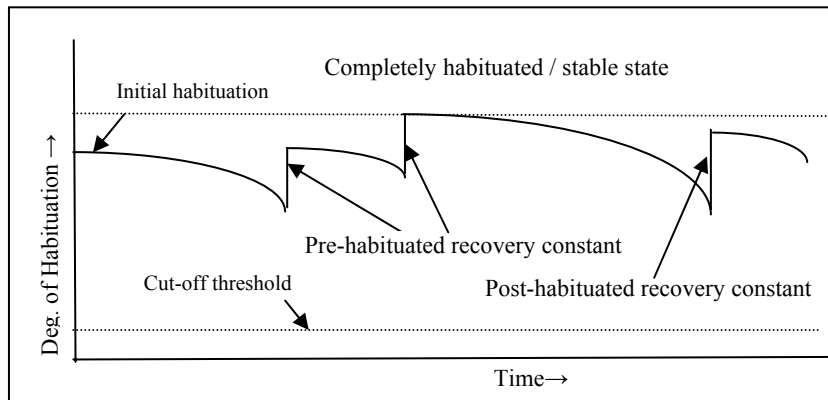 Completely habituated / stable state
Initial habituation
Deg. of Habituation →
Pre-habituated recovery constant
Cut-off threshold
Post-habituated recovery constant
Time→